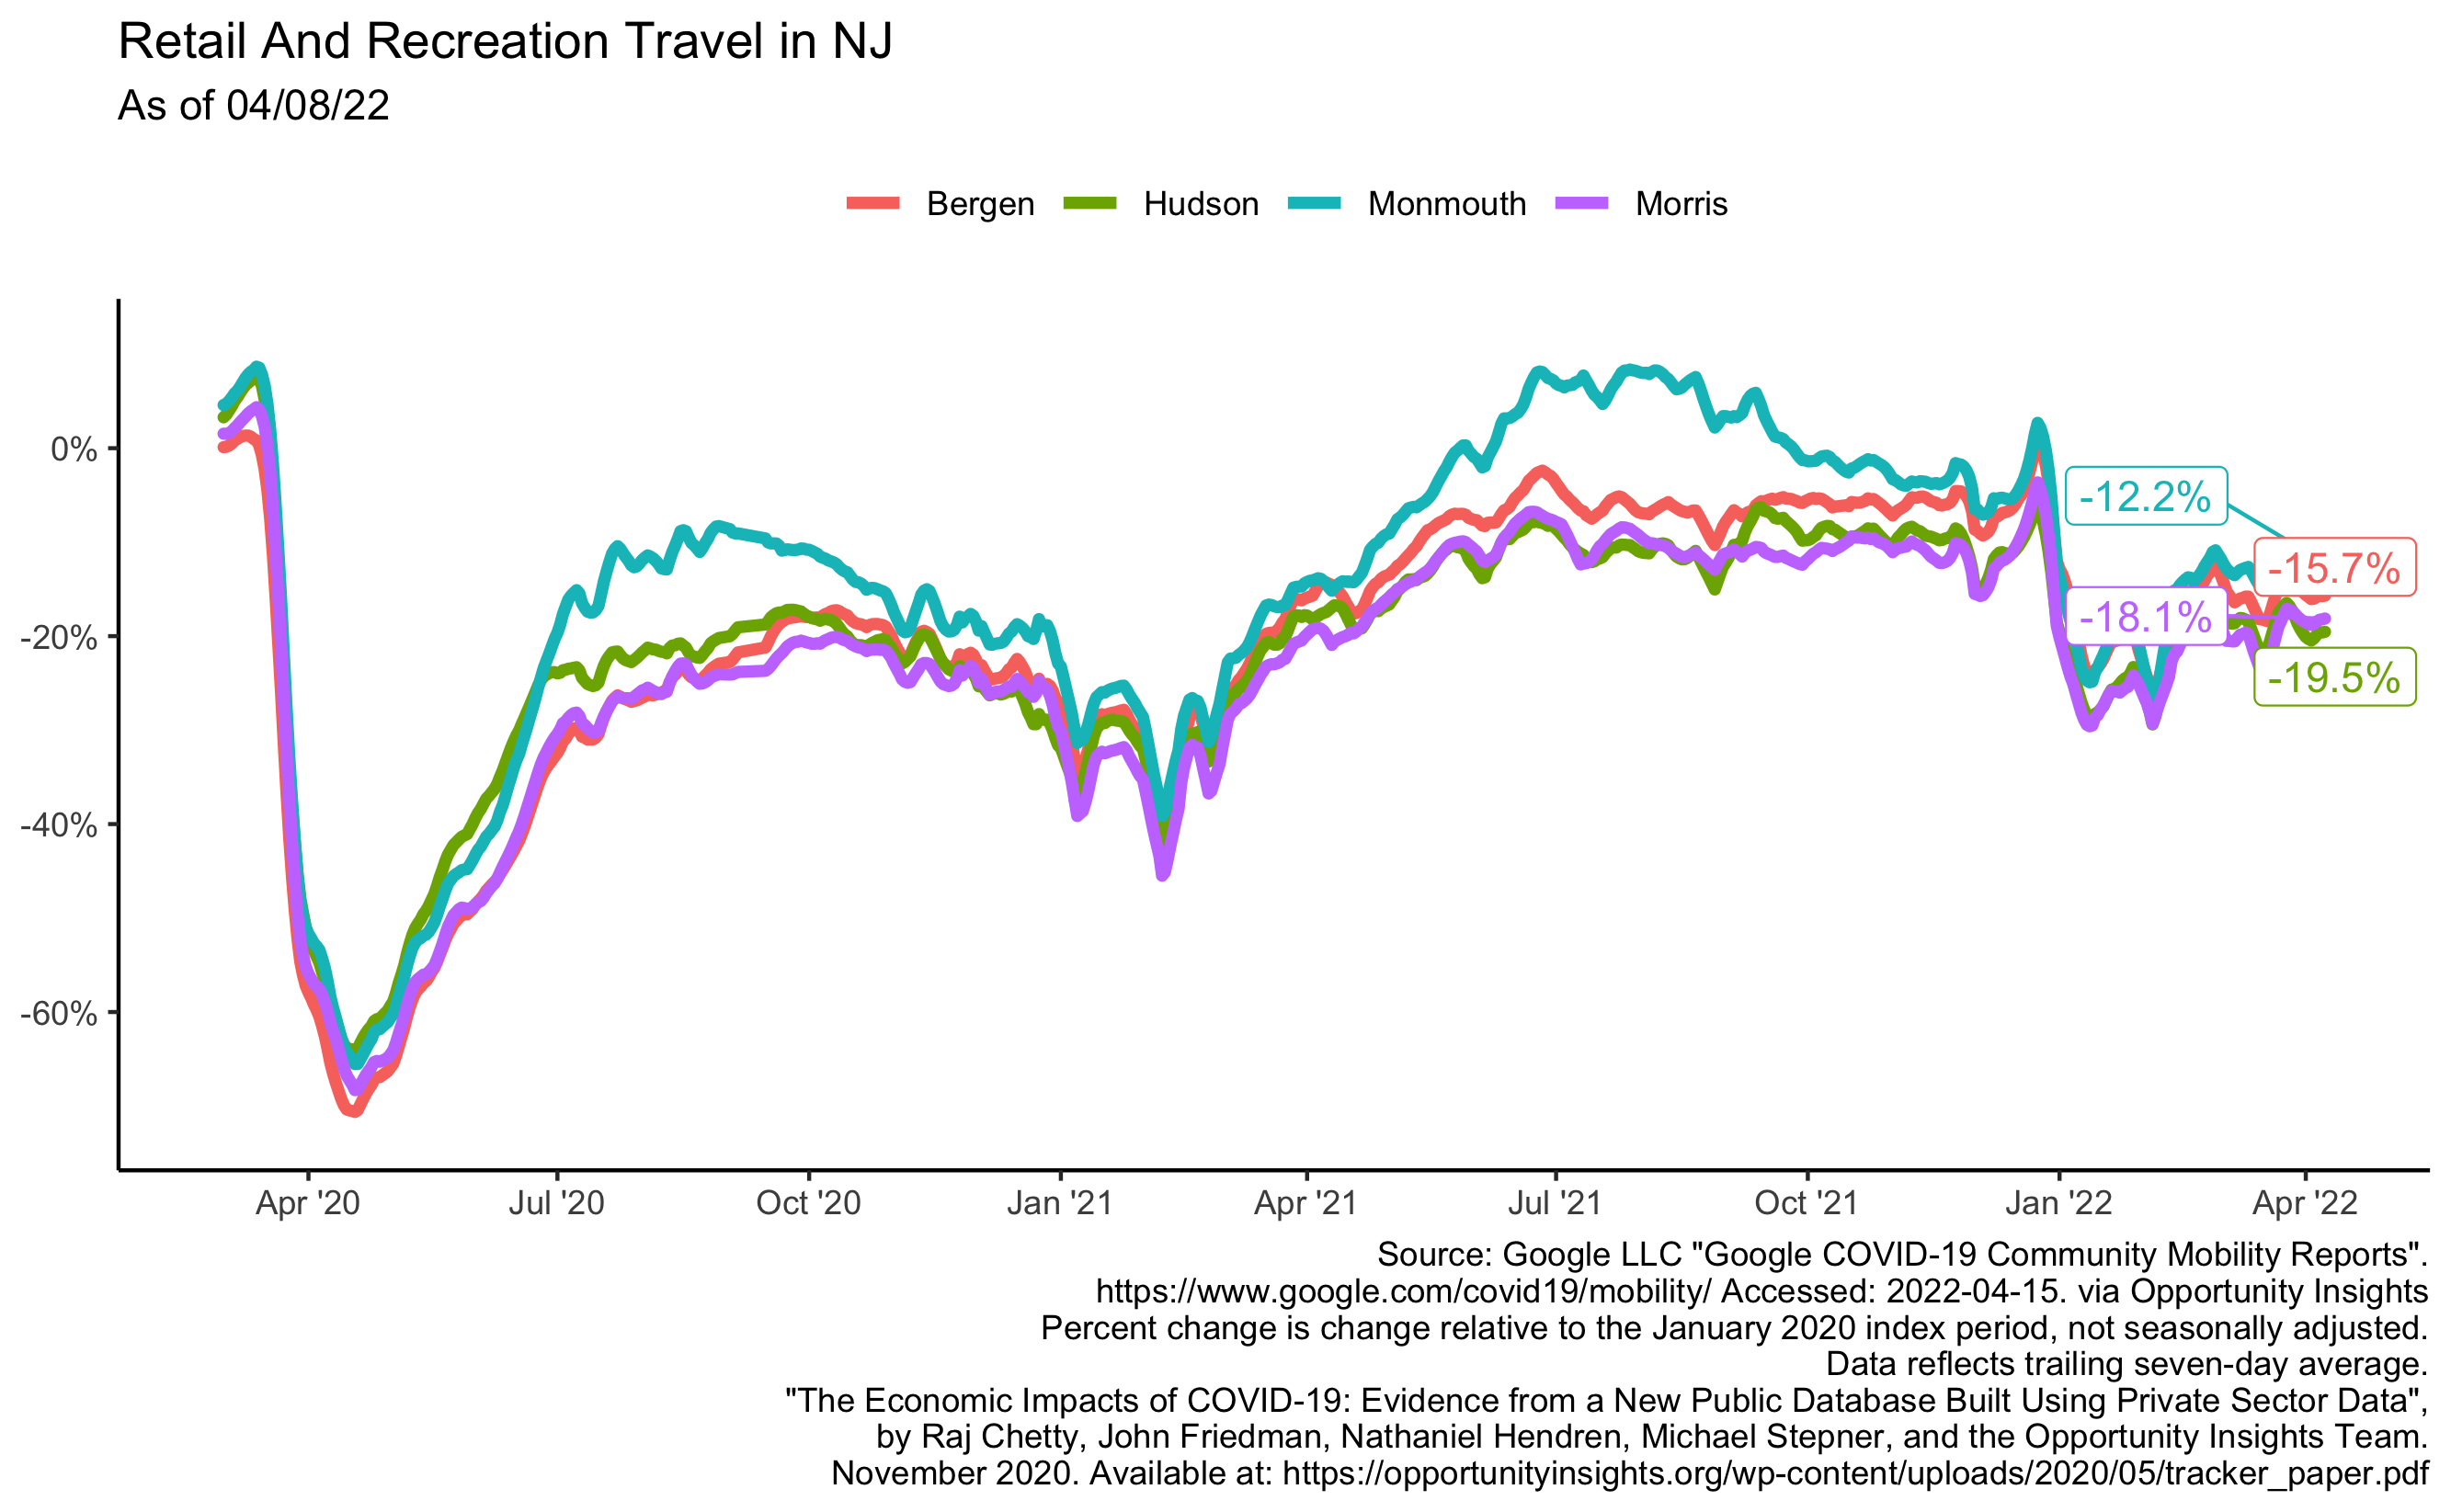 Retail And Recreation Travel in NJ
As of 04/08/22
Bergen Hudson Monmouth Morris
0%
-20%
-40%
-60%
-12.2%
-15.7%
-18.1%
-19.5%
Apr '20 Jul '20 Oct '20 Jan '21 Apr '21 Jul '21 Oct '21 Jan '22 Apr '22
Source: Google LLC "Google COVID-19 Community Mobility Reports".
https://www.google.com/covid19/mobility/ Accessed: 2022-04-15. via Opportunity Insights
Percent change is change relative to the January 2020 index period, not seasonally adjusted.
Data reflects trailing seven-day average.
"The Economic Impacts of COVID-19: Evidence from a New Public Database Built Using Private Sector Data",
by Raj Chetty, John Friedman, Nathaniel Hendren, Michael Stepner, and the Opportunity Insights Team.
November 2020. Available at: https://opportunityinsights.org/wp-content/uploads/2020/05/tracker_paper.pdf